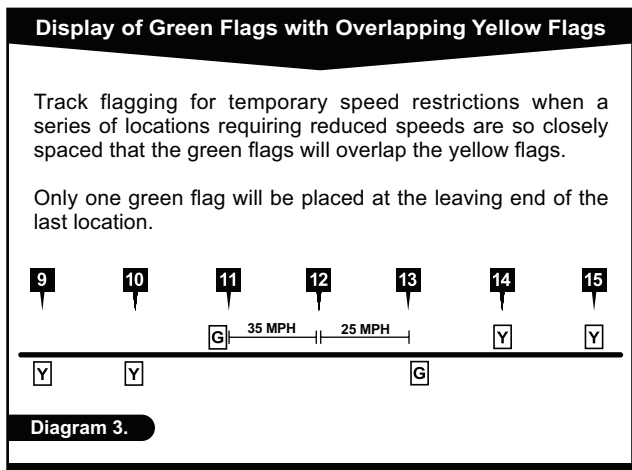 Display of Green Flags with Overlapping Yellow Flags
Track flagging for temporary speed restrictions when a
series of locations requiring reduced speeds are so closely
spaced that the green flags will overlap the yellow flags.
Only one green flag will be placed at the leaving end of the
last location.
9 10 11 12 13 14 15
G 35 MPH 25 MPH Y Y
Y Y G
Diagram 3.